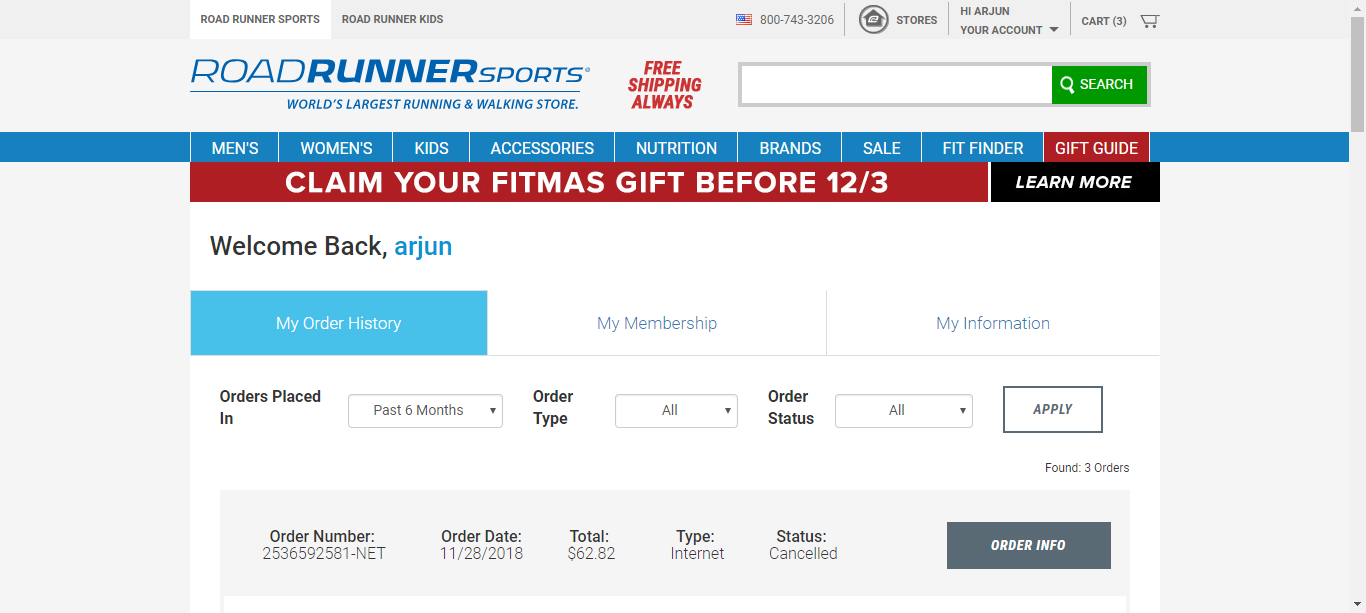 ROAD RUNNER SPORTS
ROAD RUNNER KIDS
800-743-3206
STORES
HI ARJUN
YOUR ACCOUNT
CART (3)
ROADRUNNERSPORTS®
WORLD'S LARGEST RUNNING & WALKING STORE.
FREE
SHIPPING
ALWAYS
SEARCH
MEN'S
WOMEN'S
KIDS
ACCESSORIES
NUTRITION
BRANDS
SALE
FIT FINDER
GIFT GUIDE
CLAIM YOUR FITMAS GIFT BEFORE 12/3
LEARN MORE
Welcome Back, arjun
My Order History
My Membership
My Information
Orders Placed
In
Past 6 Months
Order
Type
All
Order
Status
All
APPLY
Found: 3 Orders
Order Number:
2536592581-NET
Order Date:
11/28/2018
Total:
$62.82
Type:
Internet
Status:
Cancelled
ORDER INFO